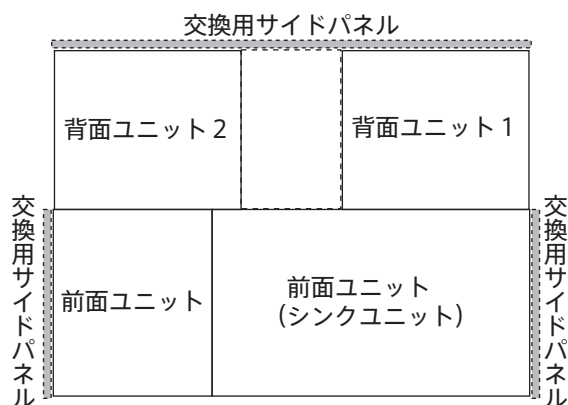 交換用サイドパネル
背面ユニット2
背面ユニット1
交換用サイドパネル
前面ユニット
前面ユニット
(シンクユニット)
交換用サイドパネル